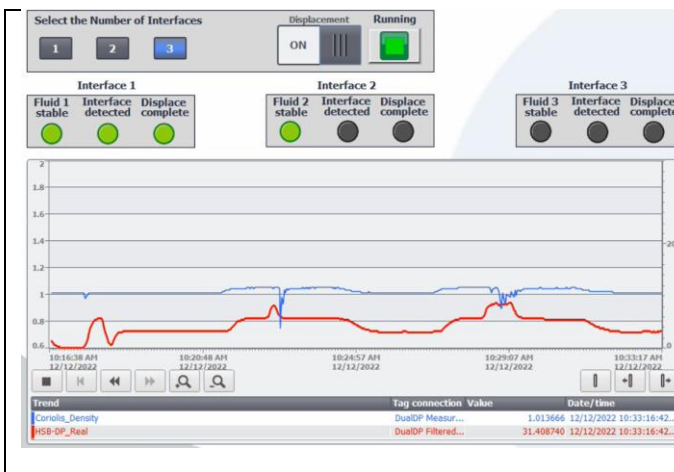 Select the Number of Interfaces
1 2 3
Displacement
ON
Running
Interface 1
Fluid 1 stable
Interface detected
Displace complete
Interface 2
Fluid 2 stable
Interface detected
Displace complete
Interface 3
Fluid 3 stable
Interface detected
Displace complete
2
1.8
1.6
1.4
1.2
1
0.8
0.6
20
0
10:16:38 AM 10:20:48 AM 10:24:57 AM 10:29:07 AM 10:33:17 AM
12/12/2022 12/12/2022 12/12/2022 12/12/2022 12/12/2022
Trend Tag connection Value Date/time
Coriolis_Density DualDP Measur... 1.013666 12/12/2022 10:33:16:42...
HSB-DP_Real DualDP Filtered... 31.408740 12/12/2022 10:33:16:42...